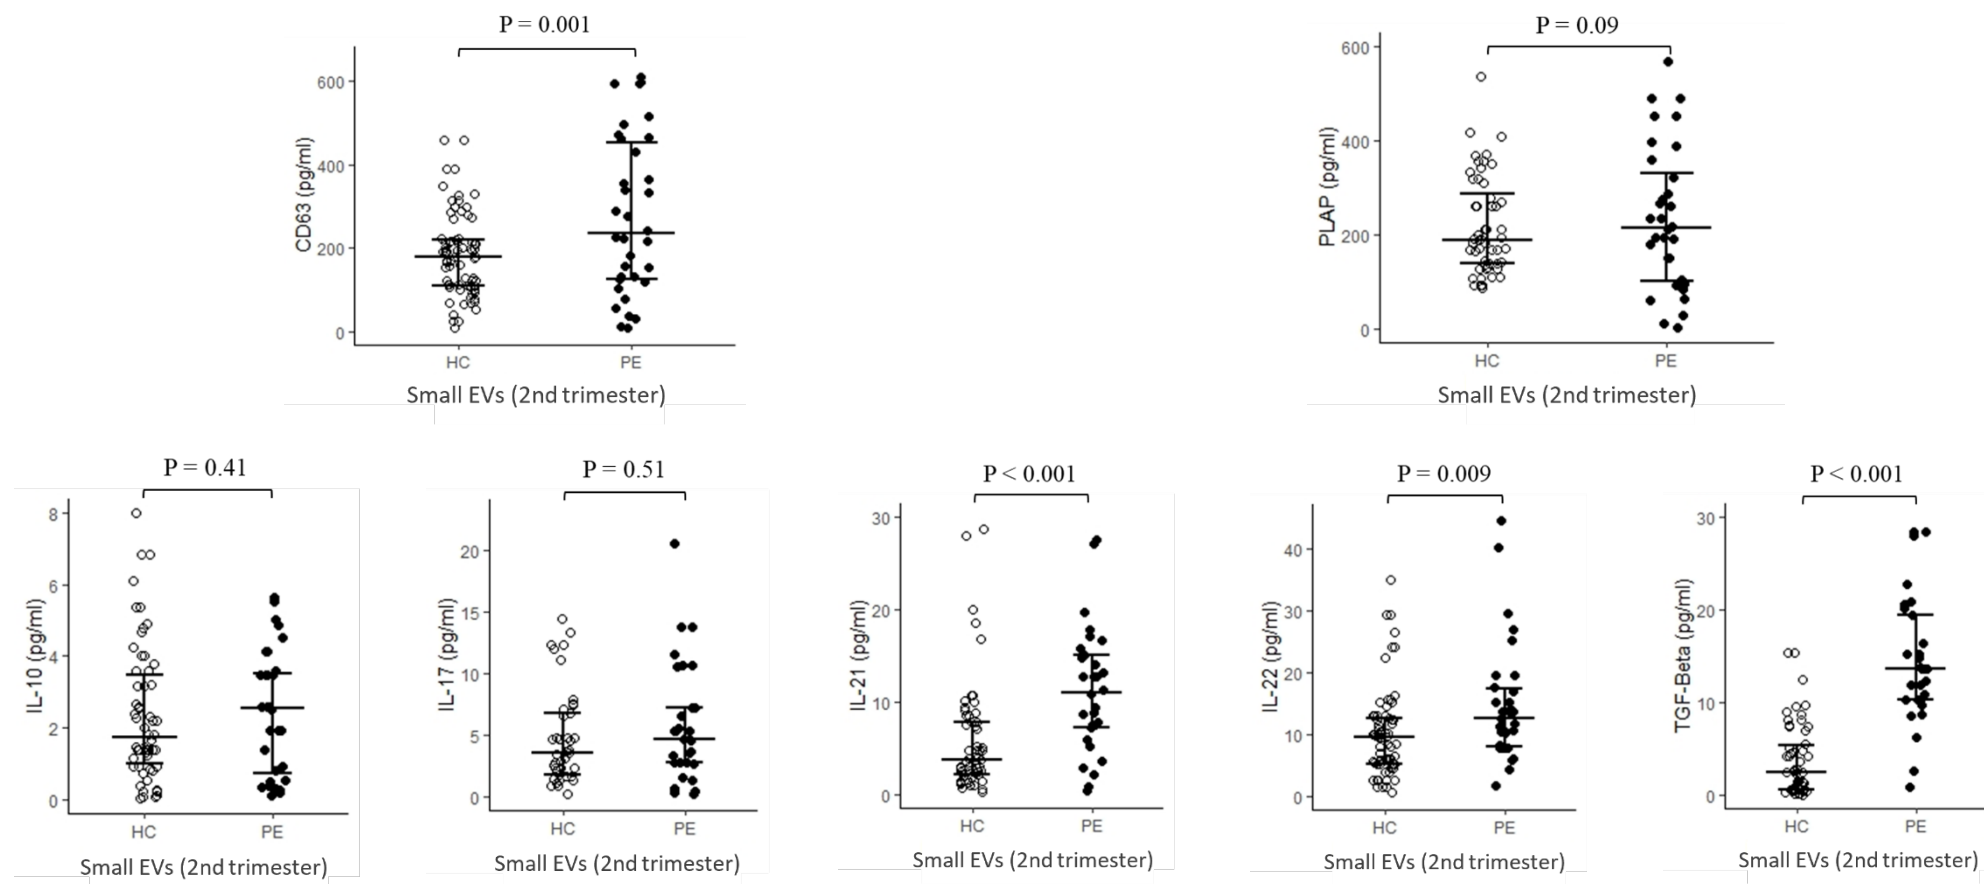 P = 0.001
CD63 (pg/ml)
600
400
200
0
HC PE
Small EVs (2nd trimester)
P = 0.09
PLAP (pg/ml)
600
400
200
0
HC PE
Small EVs (2nd trimester)
P = 0.41
IL-10 (pg/ml)
8
6
4
2
0
HC PE
Small EVs (2nd trimester)
P = 0.51
IL-17 (pg/ml)
20
15
10
5
0
HC PE
Small EVs (2nd trimester)
P < 0.001
IL-21 (pg/ml)
30
20
10
0
HC PE
Small EVs (2nd trimester)
P = 0.009
IL-22 (pg/ml)
40
30
20
10
0
HC PE
Small EVs (2nd trimester)
P < 0.001
TGF-Beta (pg/ml)
30
20
10
0
HC PE
Small EVs (2nd trimester)